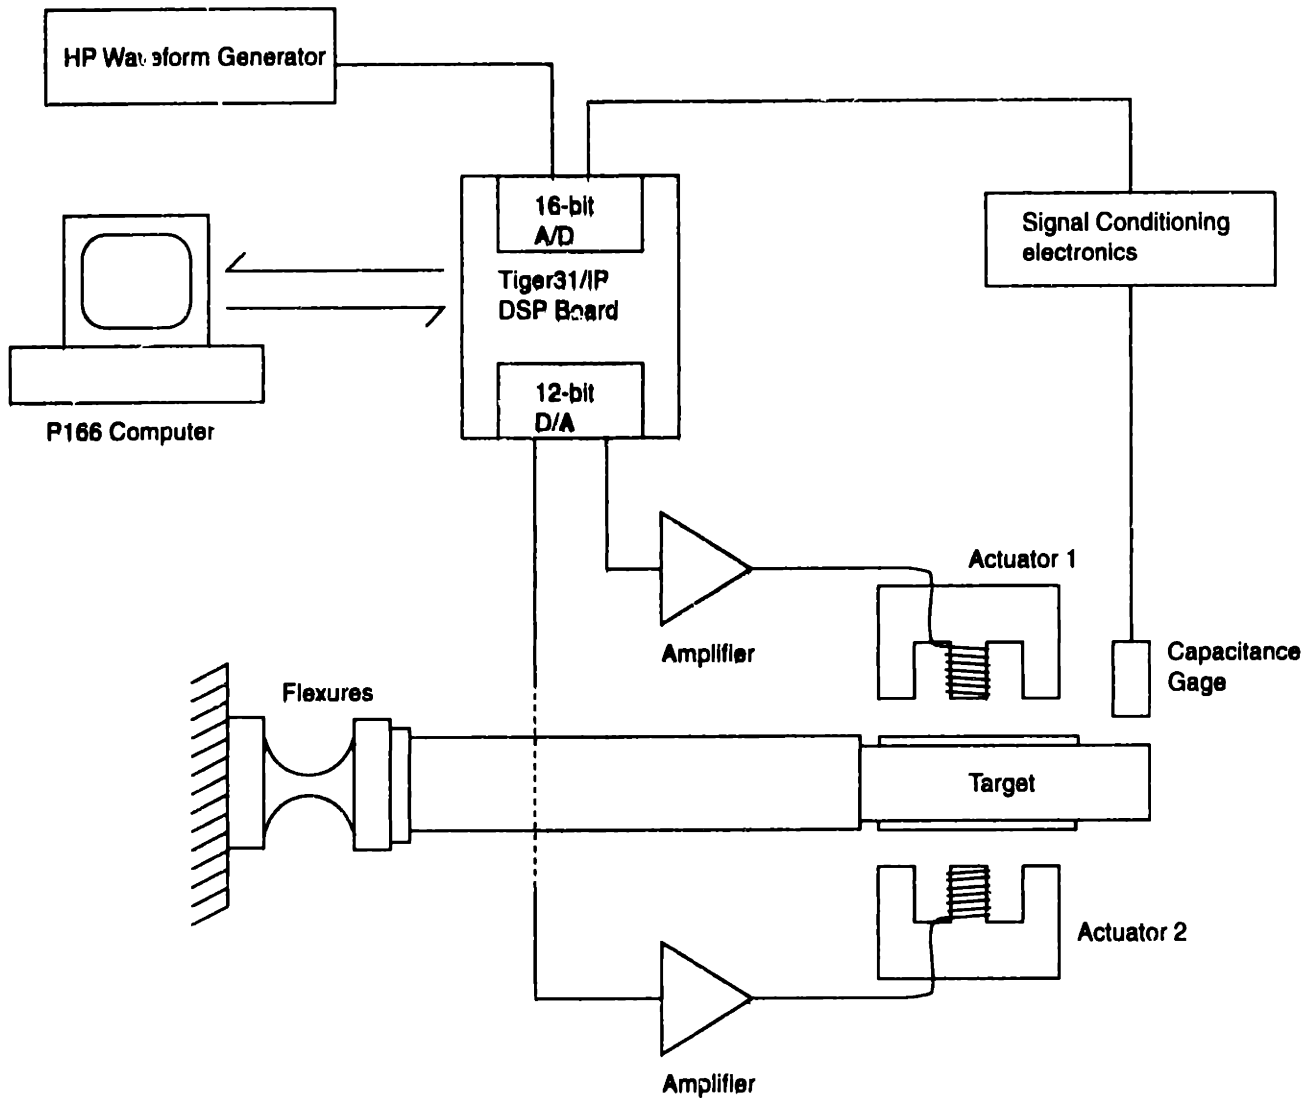 HP Waveform Generator
16-bit
A/D
Tiger31/IP
DSP Board
12-bit
D/A
P166 Computer
Signal Conditioning
electronics
Actuator 1
Amplifier
Capacitance
Gage
Flexures
Target
Actuator 2
Amplifier